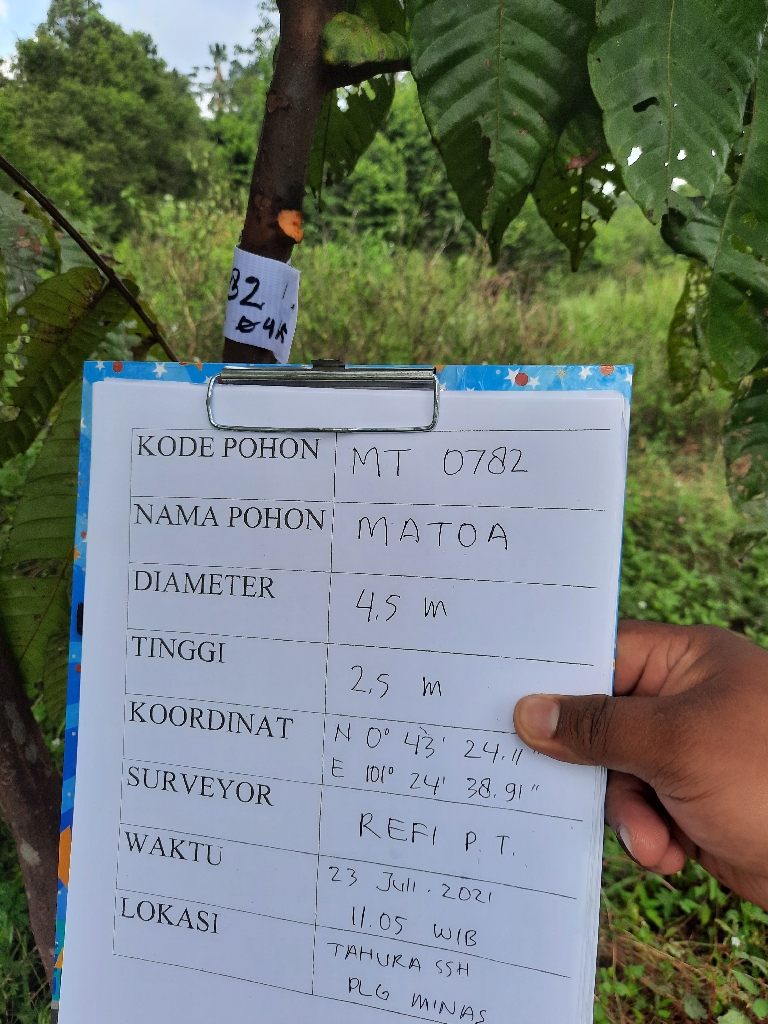 82
KODE POHON MT 0782
NAMA POHON MATOA
DIAMETER 4.5 m
TINGGI 2.5 m
KOORDINAT N 0° 43' 24.11"
E 101° 24' 38.91"
SURVEYOR REFI P. T.
WAKTU 23 Juli. 2021
11.05 WIB
LOKASI TAHURA SSH
PLG MINAS